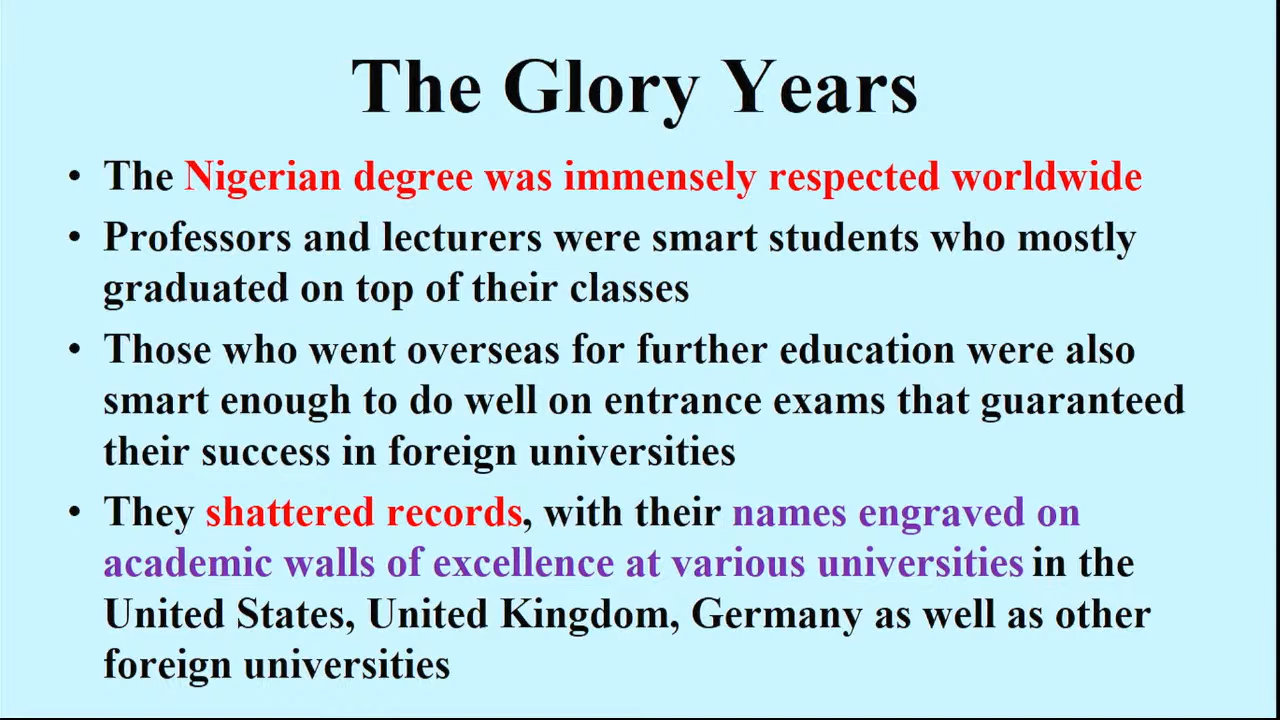 The Glory Years
• The Nigerian degree was immensely respected worldwide
• Professors and lecturers were smart students who mostly
graduated on top of their classes
• Those who went overseas for further education were also
smart enough to do well on entrance exams that guaranteed
their success in foreign universities
• They shattered records, with their names engraved on
academic walls of excellence at various universities in the
United States, United Kingdom, Germany as well as other
foreign universities